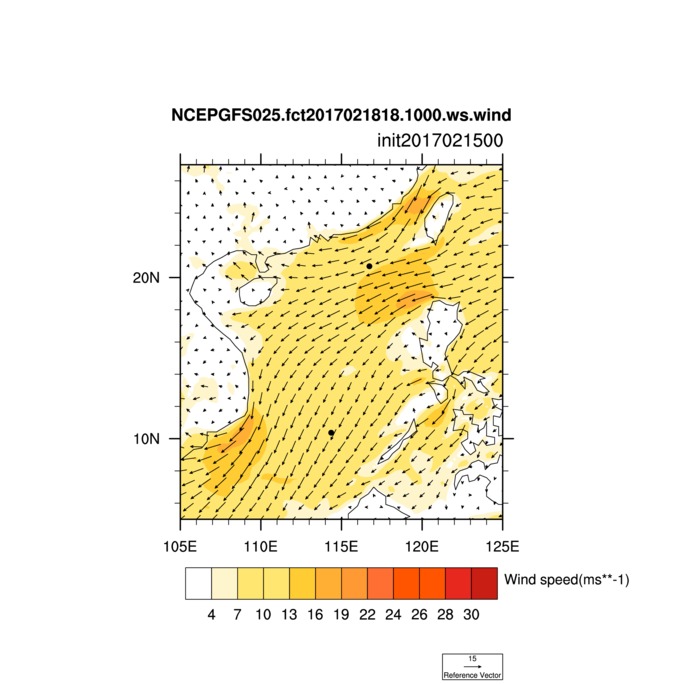 NCEPGFS025.fct2017021818.1000.ws.wind
init2017021500
20N
10N
105E 110E 115E 120E 125E
Wind speed(ms**-1)
4 7 10 13 16 19 22 24 26 28 30
15
Reference Vector